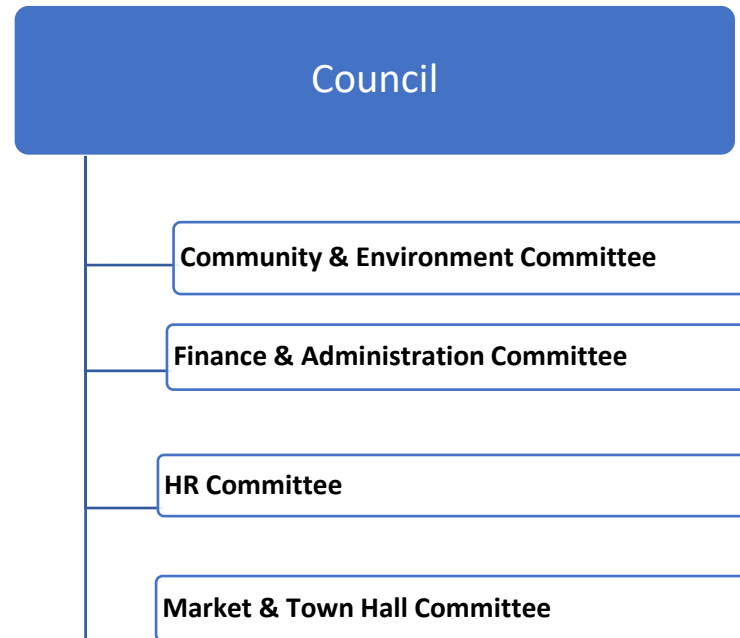 Council
Community & Environment Committee
Finance & Administration Committee
HR Committee
Market & Town Hall Committee